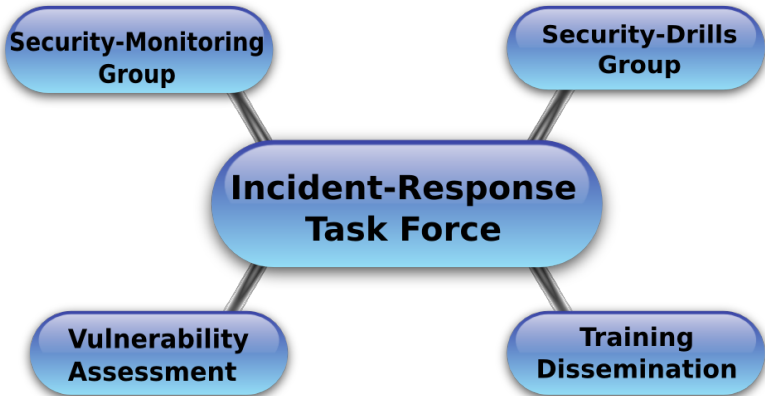 Security-Monitoring
Group
Security-Drills
Group
Incident-Response
Task Force
Vulnerability
Assessment
Training
Dissemination